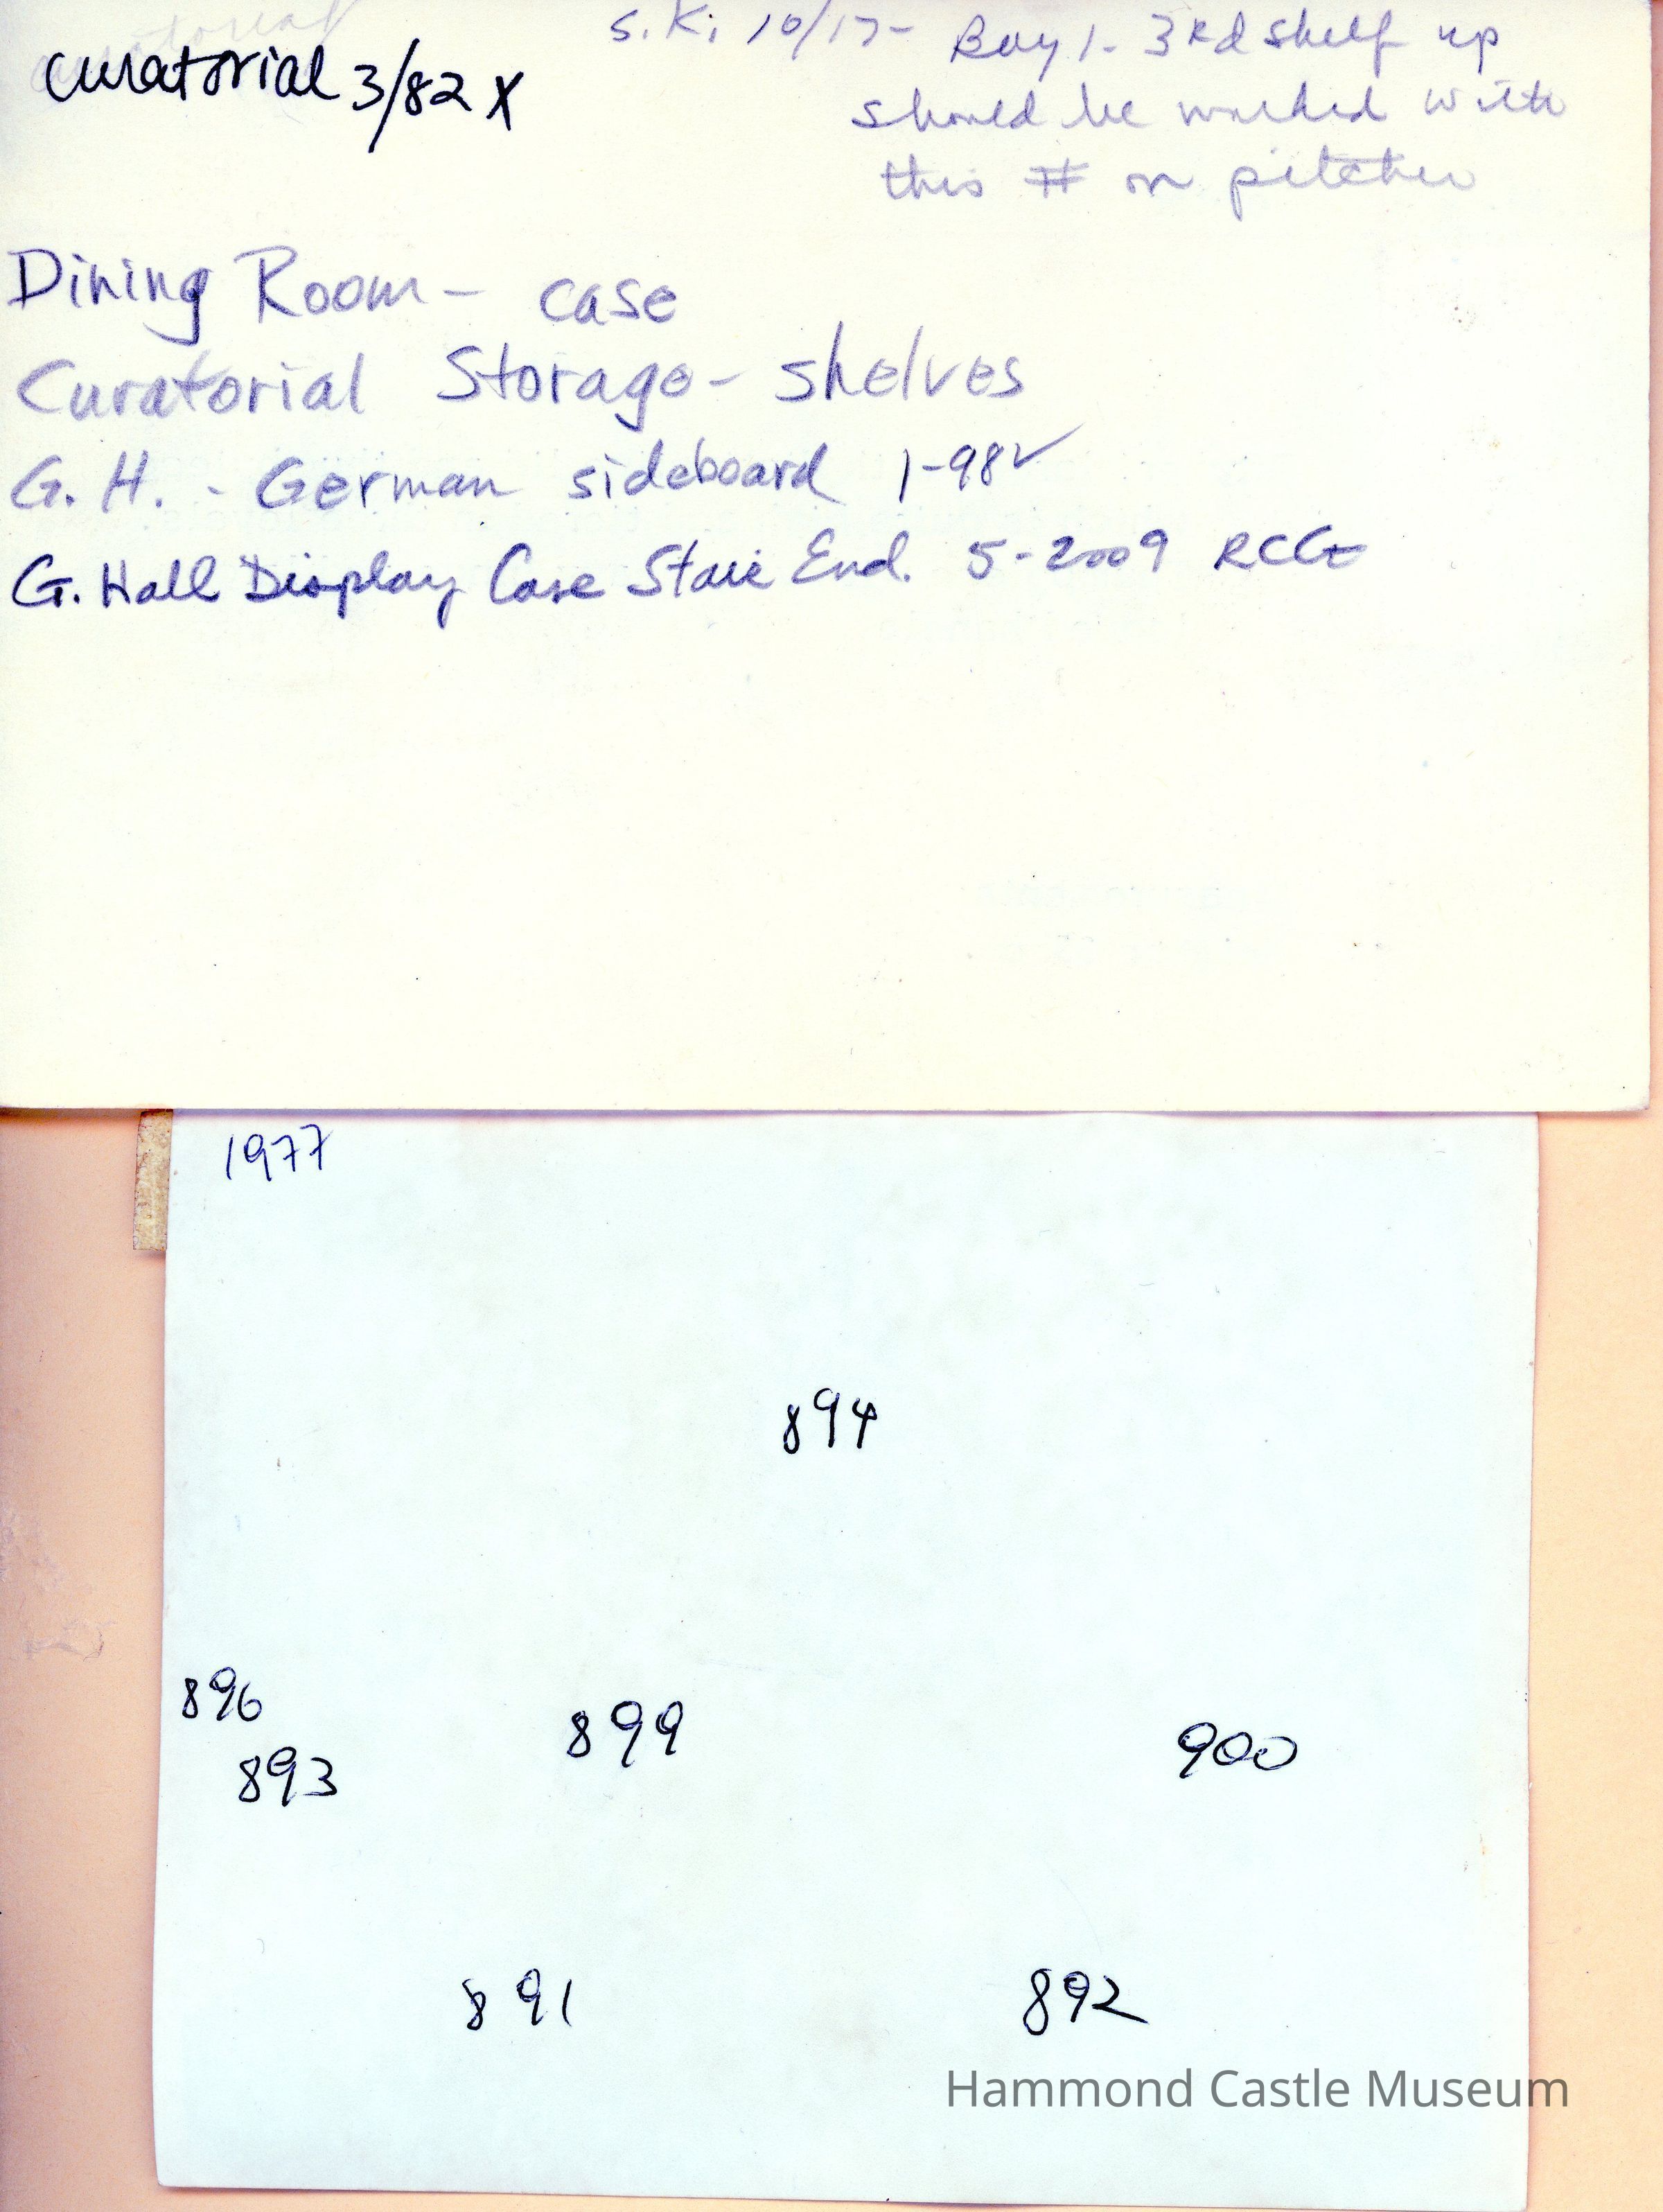 curatorial
curatorial 3/82 X
S.K. 10/17- Bay 1- 3rd shelf up
should be marked with
this # on pitcher
Dining Room - case
Curatorial Storage - shelves
G. H. - German sideboard 1-98✓
G. Hall Display Case Stair End. 5-2009 RCG
1977
894
896
893
899
900
891
892
Hammond Castle Museum